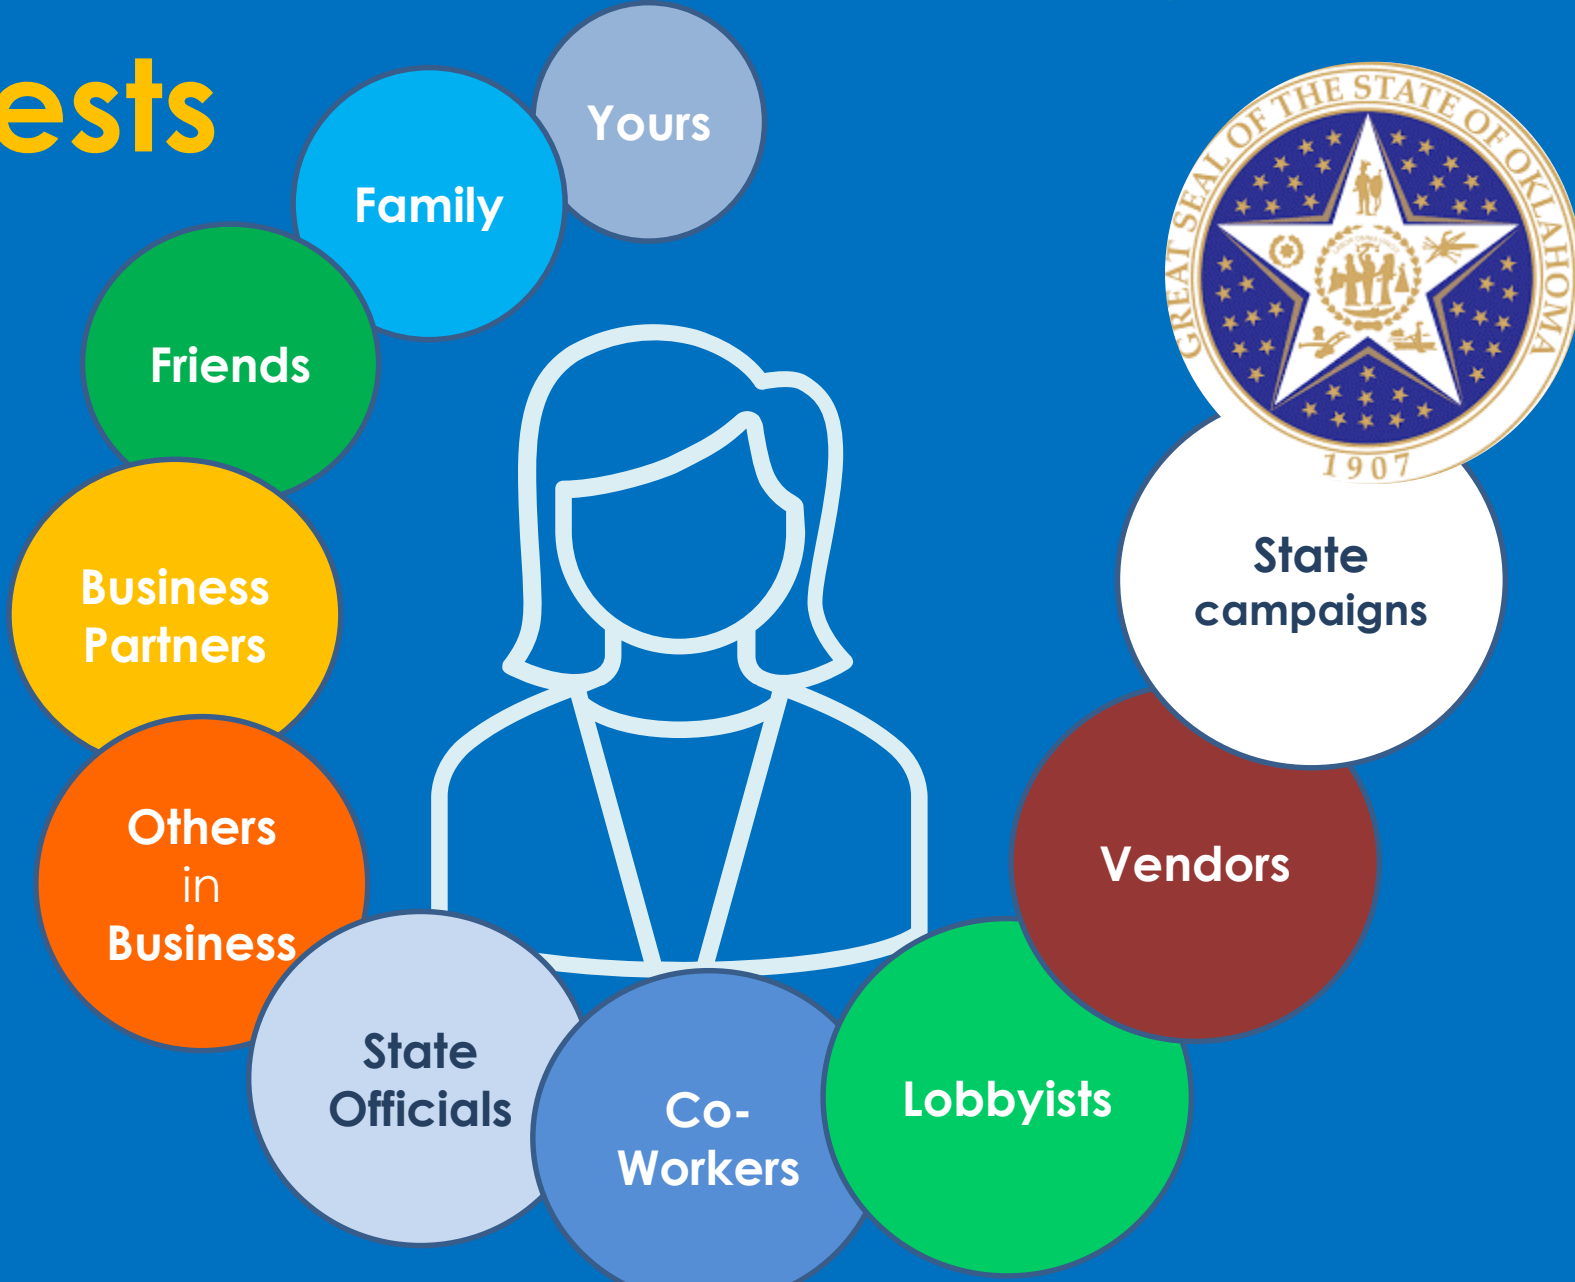 ests
Yours
Family
Friends
Business
Partners
Others
in
Business
State
Officials
Co-
Workers
Lobbyists
Vendors
State
campaigns
GREAT SEAL OF THE STATE OF OKLAHOMA
1907